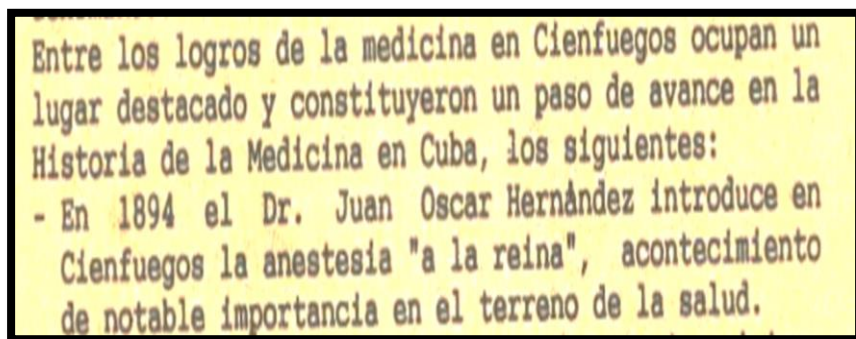 Entre los logros de la medicina en Cienfuegos ocupan un
lugar destacado y constituyeron un paso de avance en la
Historia de la Medicina en Cuba, los siguientes:
- En 1894 el Dr. Juan Oscar Hernández introduce en
Cienfuegos la anestesia "a la reina", acontecimiento
de notable importancia en el terreno de la salud.